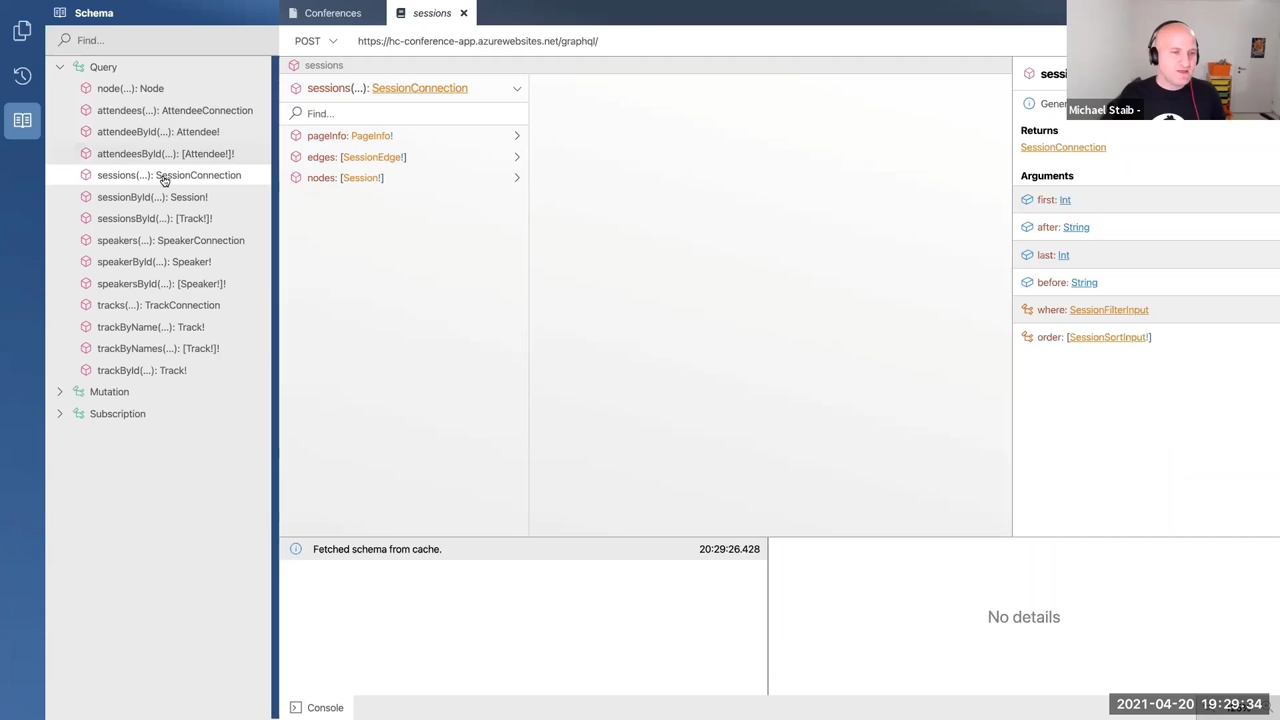 Schema
Find...
Query
node(...): Node
attendees(...): AttendeeConnection
attendeeById(...): Attendee!
attendeesById(...): [Attendee!]!
sessions(...): SessionConnection
sessionById(...): Session!
sessionsById(...): [Track!]!
speakers(...): SpeakerConnection
speakerById(...): Speaker!
speakersById(...): [Speaker!]!
tracks(...): TrackConnection
trackByName(...): Track!
trackByNames(...): [Track!]!
trackById(...): Track!
Mutation
Subscription
Conferences
sessions
POST
https://hc-conference-app.azurewebsites.net/graphql/
sessions
sessions(...): SessionConnection
Find...
pageInfo: PageInfo!
edges: [SessionEdge!]
nodes: [Session!]
Michael Staib -
Returns
SessionConnection
Arguments
first: Int
after: String
last: Int
before: String
where: SessionFilterInput
order: [SessionSortInput!]
Fetched schema from cache.
20:29:26.428
No details
Console
2021-04-20 19:29:34